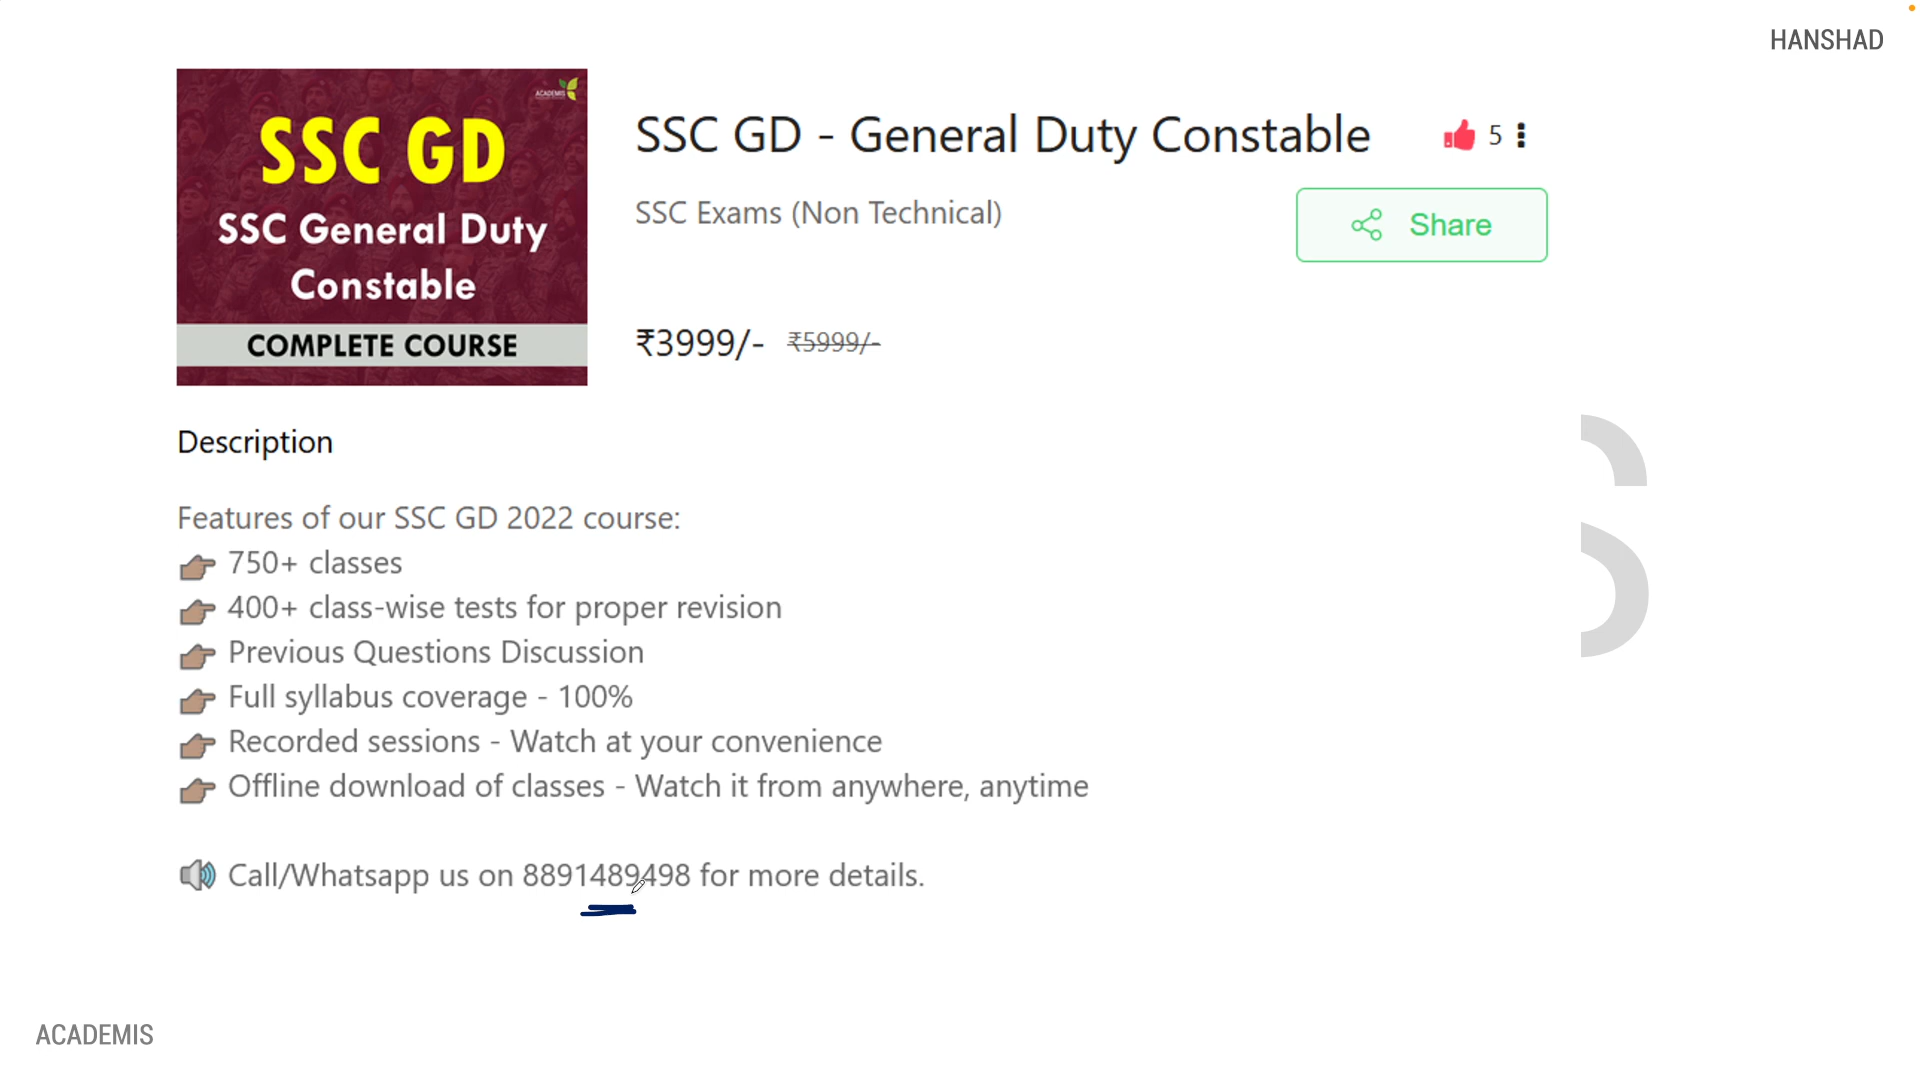 HANSHAD
ACADEMIS
SSC GD
SSC General Duty
Constable
COMPLETE COURSE
SSC GD - General Duty Constable
5
SSC Exams (Non Technical)
Share
₹3999/- ₹5999/-
Description
Features of our SSC GD 2022 course:
750+ classes
400+ class-wise tests for proper revision
Previous Questions Discussion
Full syllabus coverage - 100%
Recorded sessions - Watch at your convenience
Offline download of classes - Watch it from anywhere, anytime
Call/Whatsapp us on 8891489498 for more details.
ACADEMIS